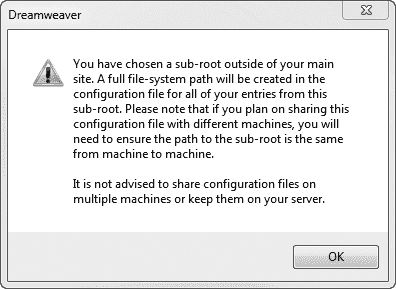 Dreamweaver
You have chosen a sub-root outside of your main
site. A full file-system path will be created in the
configuration file for all of your entries from this
sub-root. Please note that if you plan on sharing this
configuration file with different machines, you will
need to ensure the path to the sub-root is the same
from machine to machine.
It is not advised to share configuration files on
multiple machines or keep them on your server.
OK